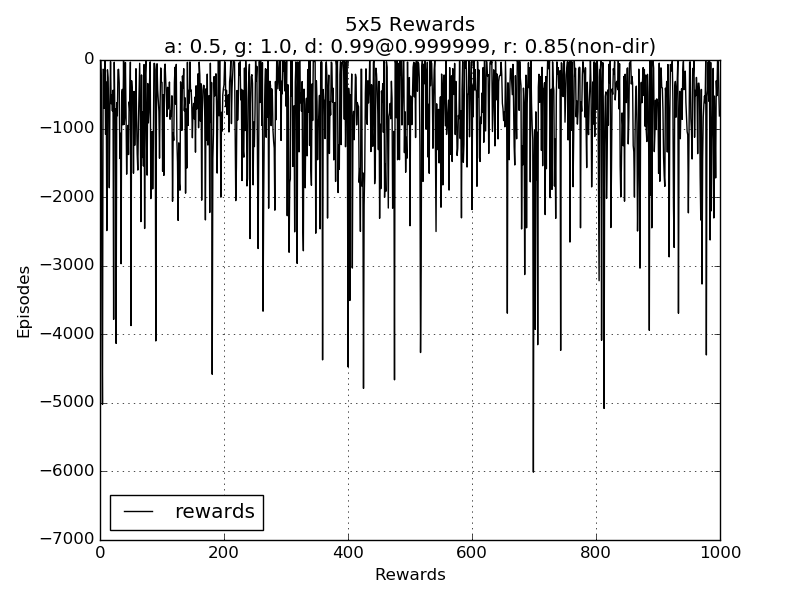 5x5 Rewards
a: 0.5, g: 1.0, d: 0.99@0.999999, r: 0.85(non-dir)
0
−1000
−2000
−3000
−4000
−5000
−6000
−7000
Episodes
rewards
0 200 400 600 800 1000
Rewards